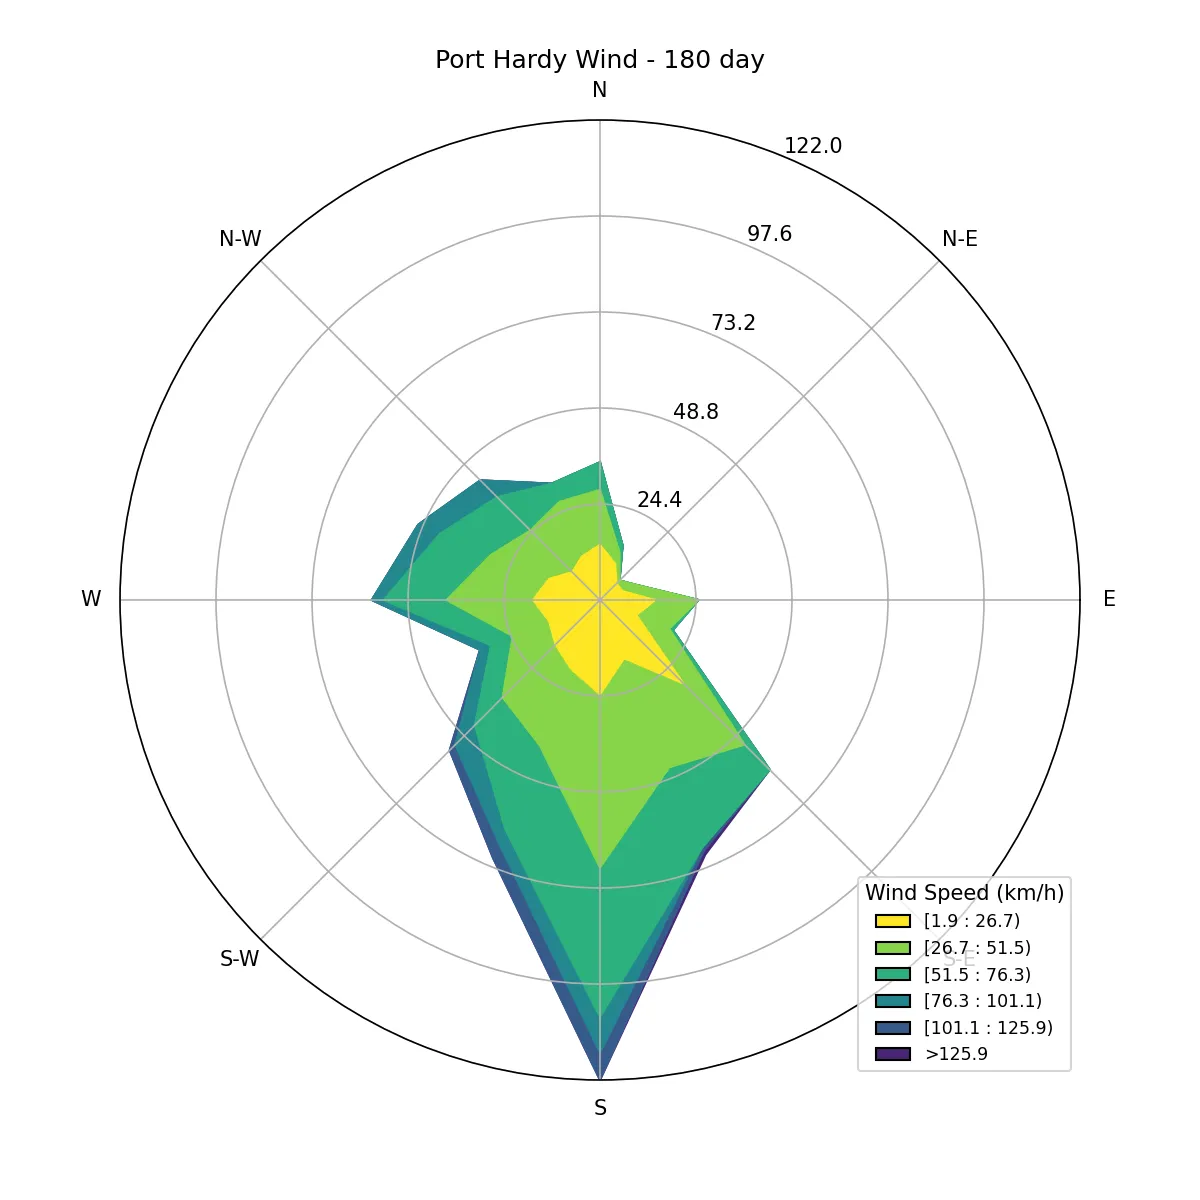 Port Hardy Wind - 180 day
N
122.0
N-W
97.6
N-E
73.2
48.8
24.4
W
E
S-W
S-E
S
Wind Speed (km/h)
[1.9 : 26.7)
[26.7 : 51.5)
[51.5 : 76.3)
[76.3 : 101.1)
[101.1 : 125.9)
>125.9